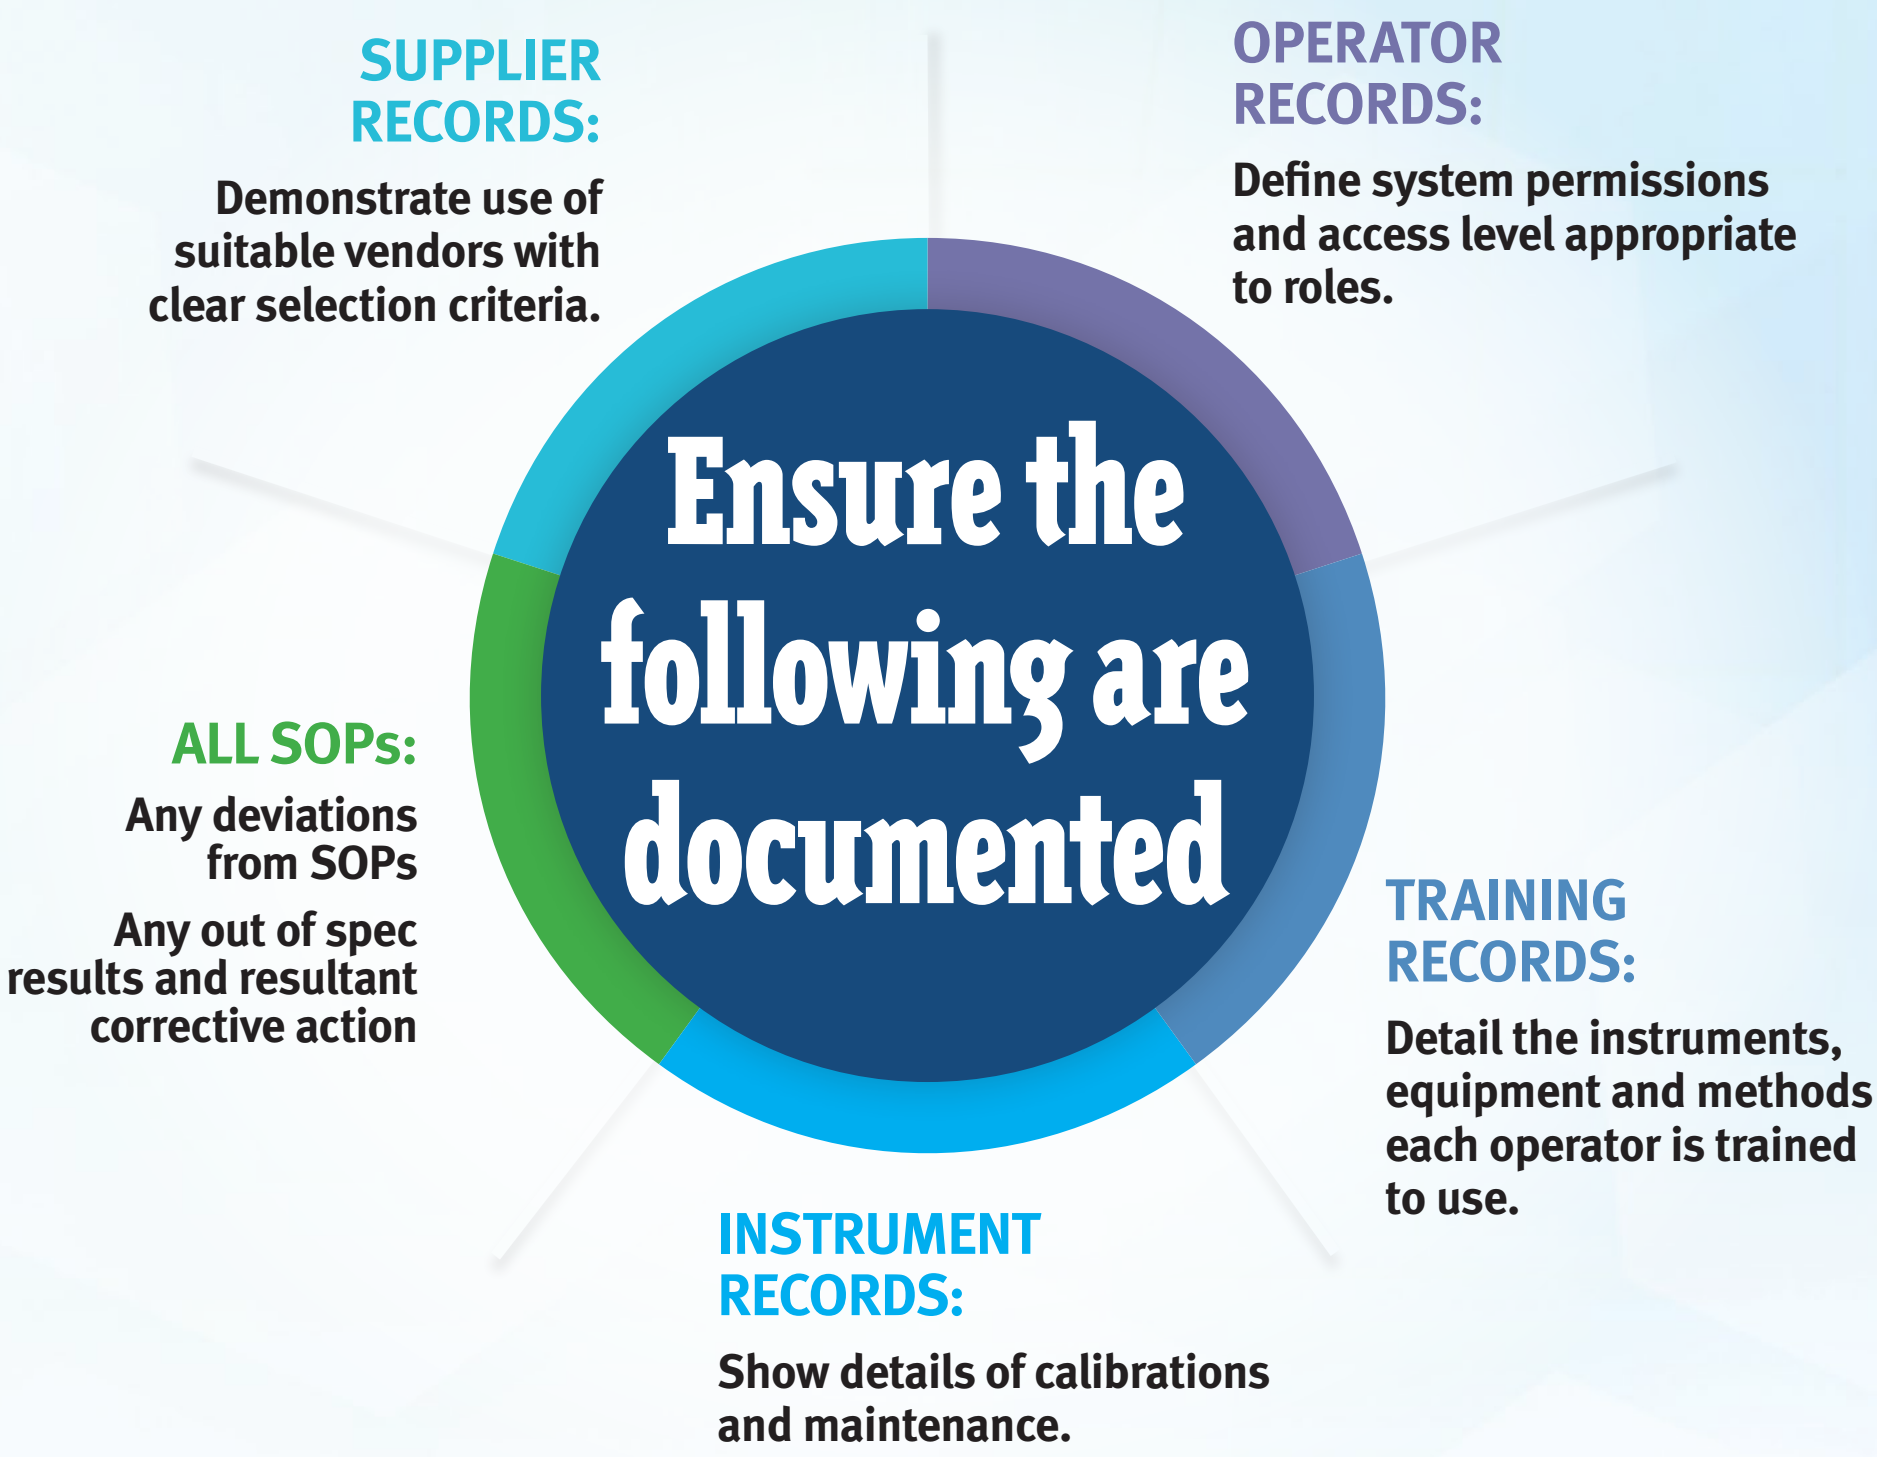 SUPPLIER
RECORDS:
Demonstrate use of
suitable vendors with
clear selection criteria.
OPERATOR
RECORDS:
Define system permissions
and access level appropriate
to roles.
Ensure the
following are
documented
ALL SOPs:
Any deviations
from SOPs
Any out of spec
results and resultant
corrective action
TRAINING
RECORDS:
Detail the instruments,
equipment and methods
each operator is trained
to use.
INSTRUMENT
RECORDS:
Show details of calibrations
and maintenance.